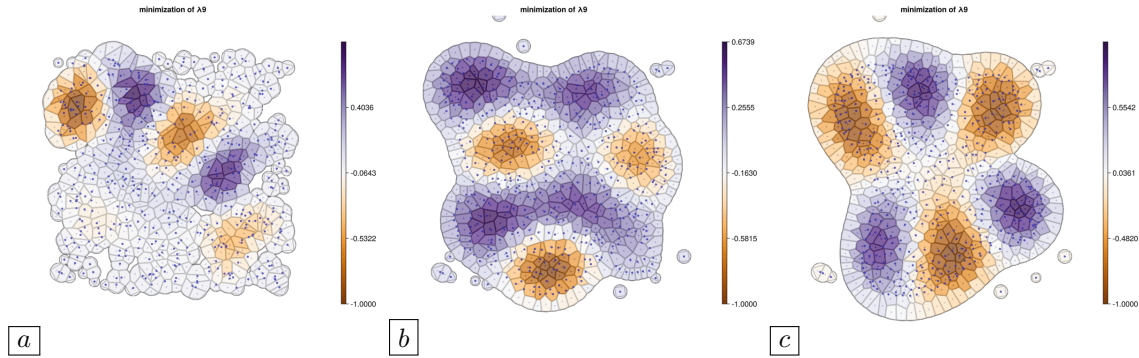 minimization of λ9
0.4036
-0.0643
-0.5322
-1.0000
a
minimization of λ9
0.6739
0.2555
-0.1630
-0.5815
-1.0000
b
minimization of λ9
0.5542
0.0361
-0.4820
-1.0000
c